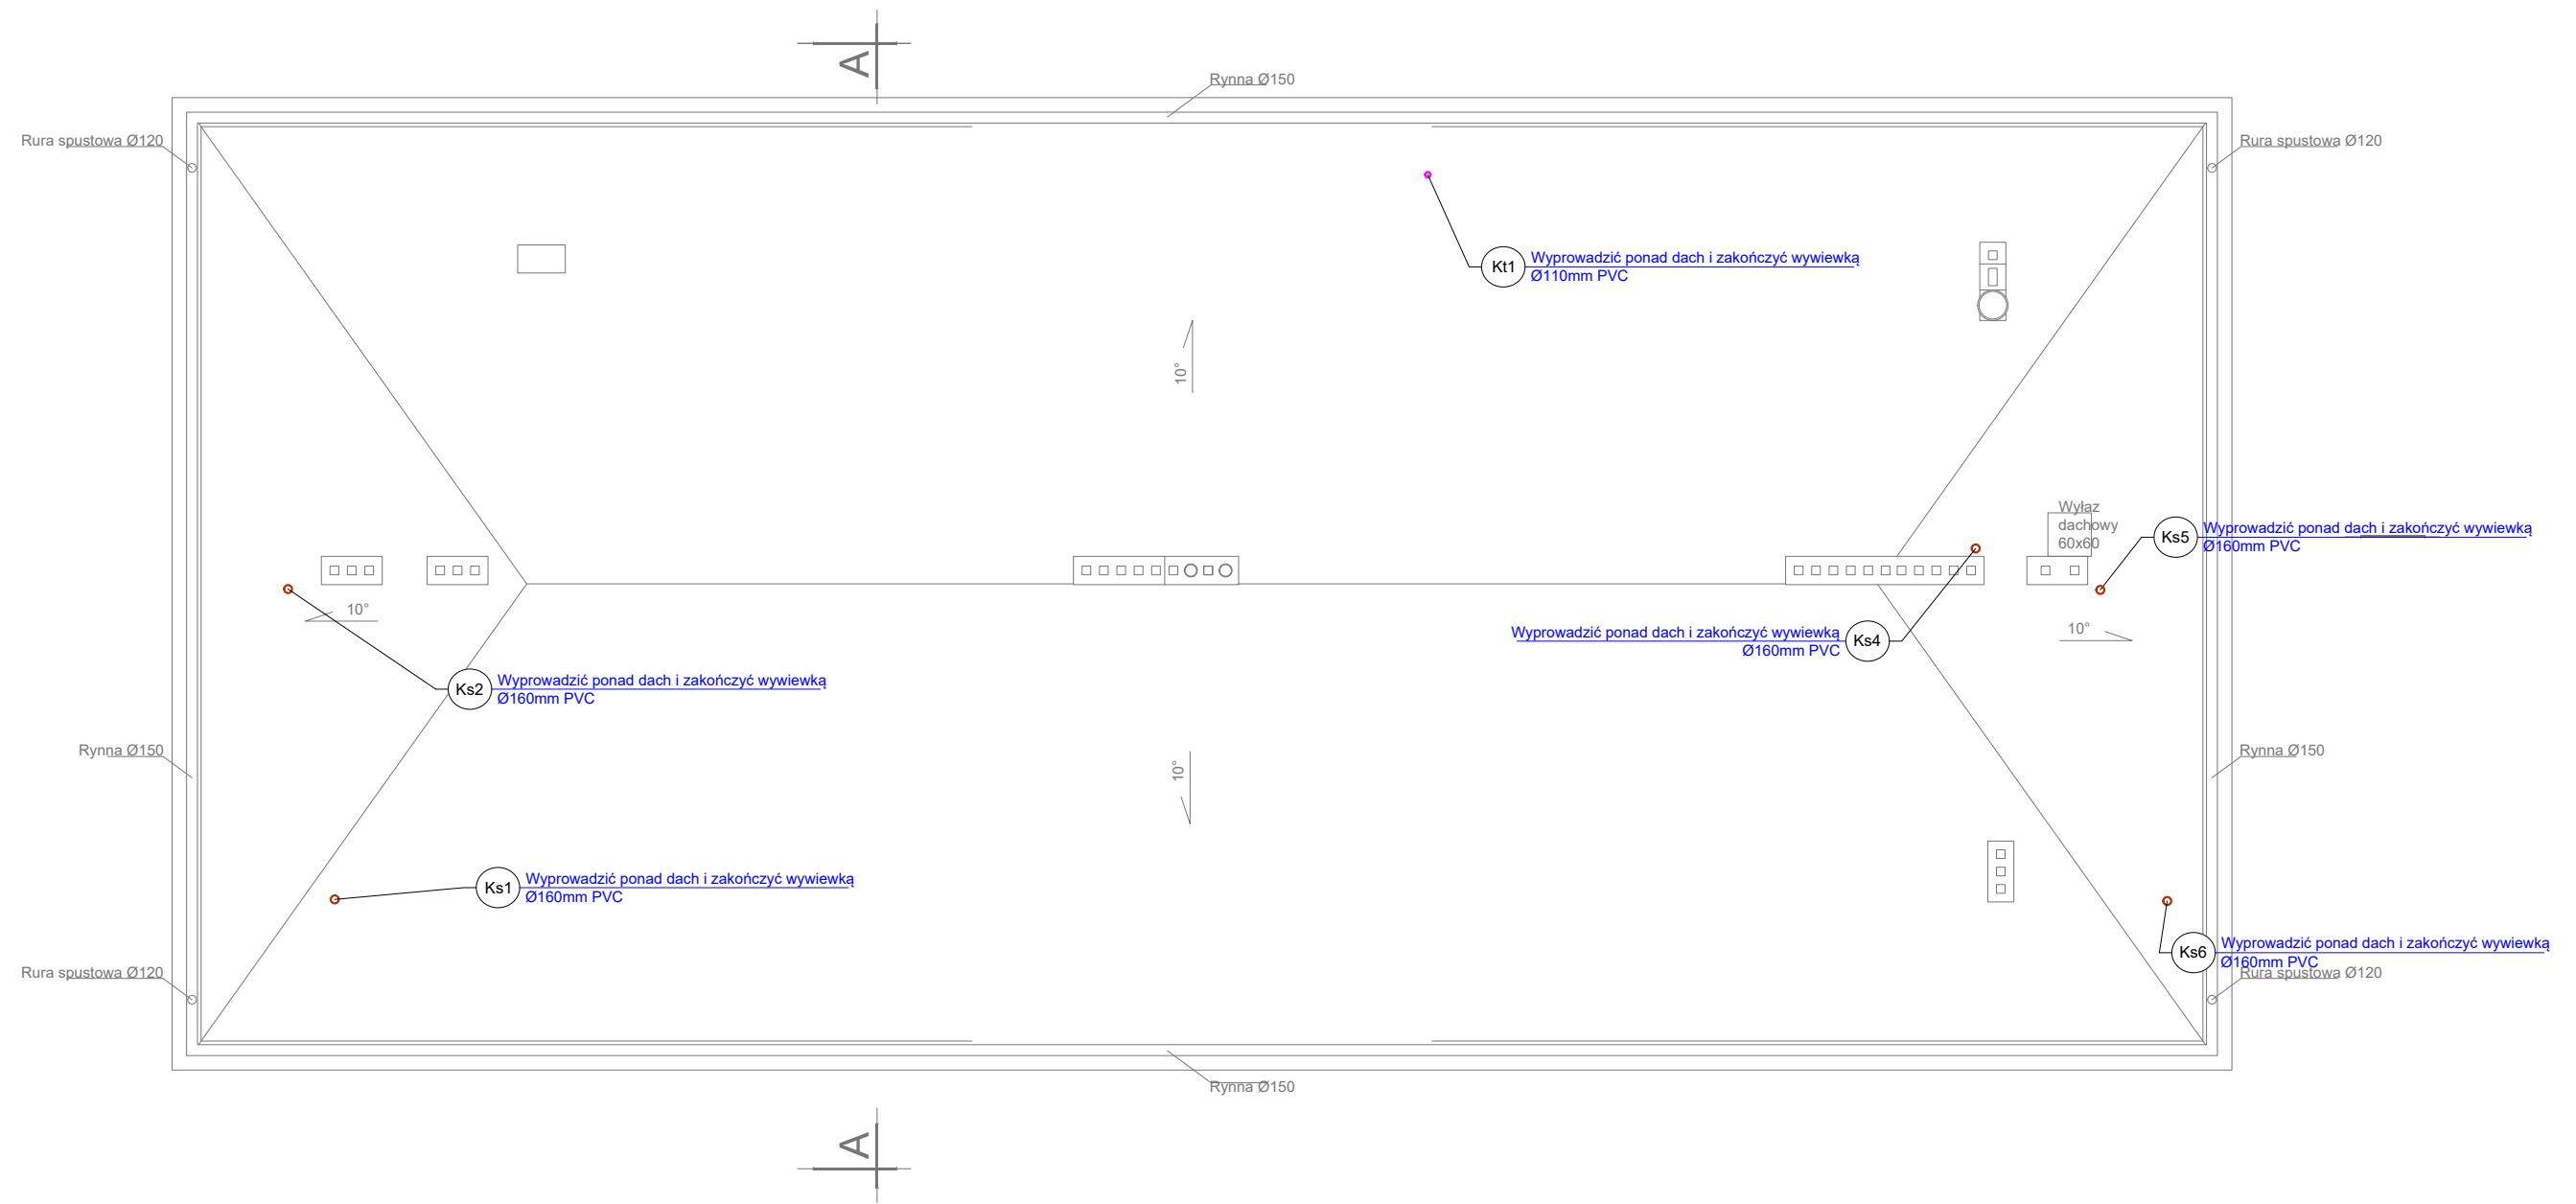 A
Rynna Ø150
Rura spustowa Ø120
Rura spustowa Ø120
Kt1
Wyprowadzić ponad dach i zakończyć wywiewką
Ø110mm PVC
10°
Wyłaz
dachowy
60x60
Ks5
Wyprowadzić ponad dach i zakończyć wywiewką
Ø160mm PVC
10°
10°
Wyprowadzić ponad dach i zakończyć wywiewką
Ø160mm PVC
Ks4
Ks2
Wyprowadzić ponad dach i zakończyć wywiewką
Ø160mm PVC
Rynna Ø150
Rynna Ø150
10°
Ks1
Wyprowadzić ponad dach i zakończyć wywiewką
Ø160mm PVC
Ks6
Wyprowadzić ponad dach i zakończyć wywiewką
Ø160mm PVC
Rura spustowa Ø120
Rura spustowa Ø120
Rynna Ø150
A